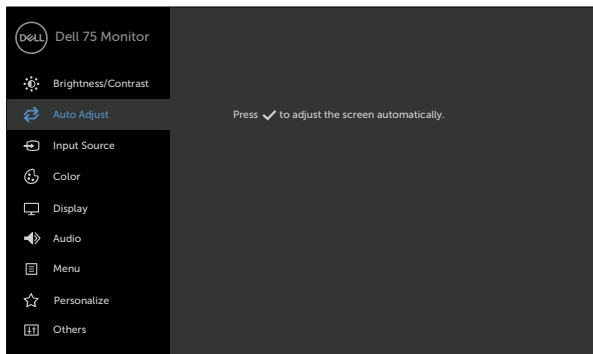 DELL Dell 75 Monitor
Brightness/Contrast
Auto Adjust
Press ✓ to adjust the screen automatically.
Input Source
Color
Display
Audio
Menu
Personalize
Others